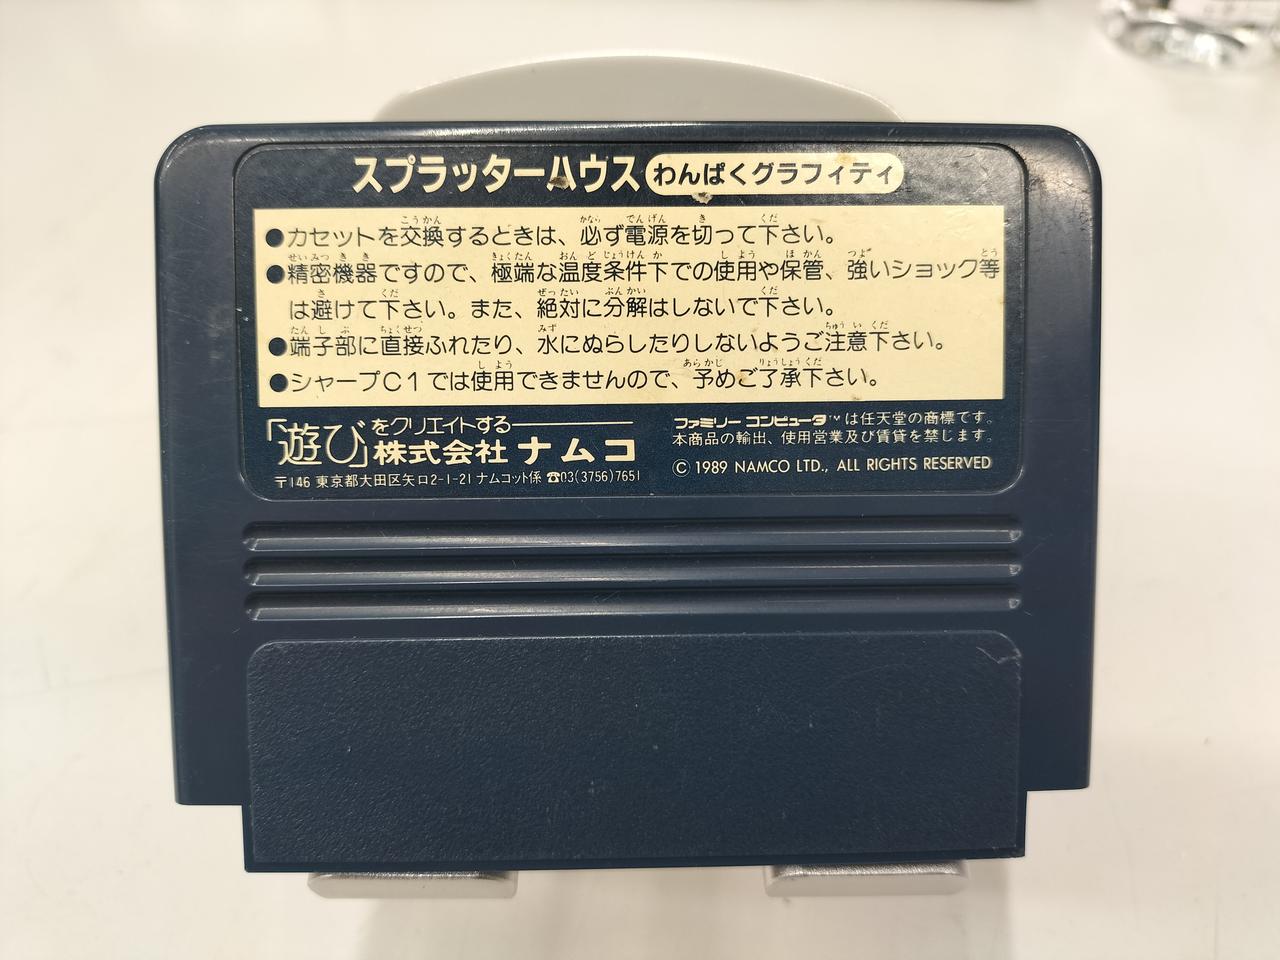 スプラッターハウス わんぱくグラフィティ
●カセットを交換するときは、必ず電源を切って下さい。
●精密機器ですので、極端な温度条件下での使用や保管、強いショック等
は避けて下さい。また、絶対に分解はしないで下さい。
●端子部に直接ふれたり、水にぬらしたりしないようご注意下さい。
●シャープC1では使用できませんので、予めご了承下さい。
「遊び」をクリエイトする
株式会社ナムコ
〒146 東京都大田区矢口2-1-21 ナムコット係 ☎03(3756)7651
ファミリーコンピュータ™は任天堂の商標です。
本商品の輸出、使用営業及び賃貸を禁じます。
© 1989 NAMCO LTD., ALL RIGHTS RESERVED